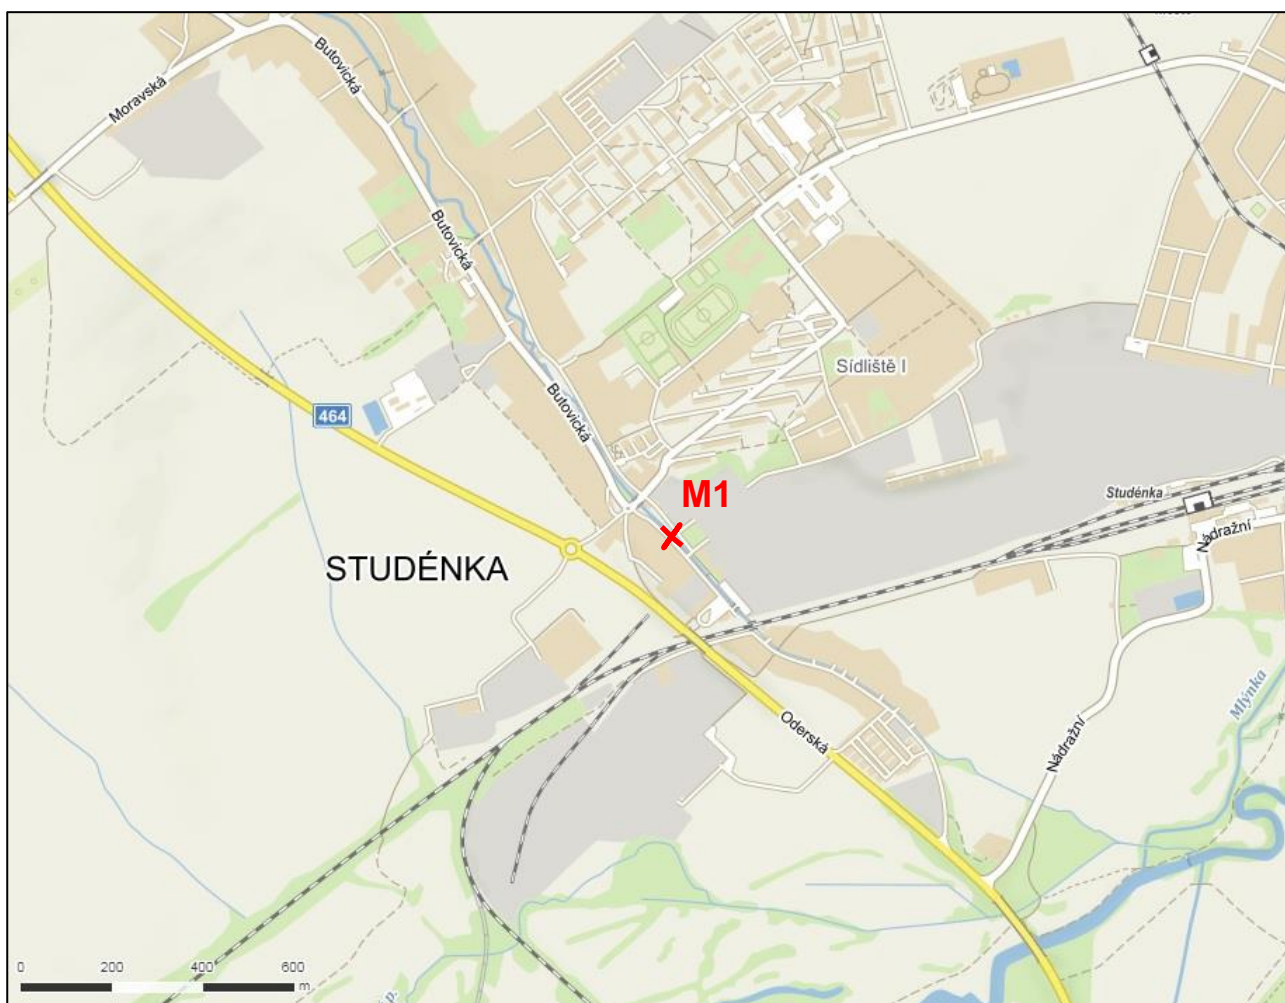 Butovická
Moravská
Butovická
Sídliště I
464
Butovická
M1
Studénka
Nádražní
STUDÉNKA
Mlýnka
Oderská
Nádražní
0 200 400 600
m